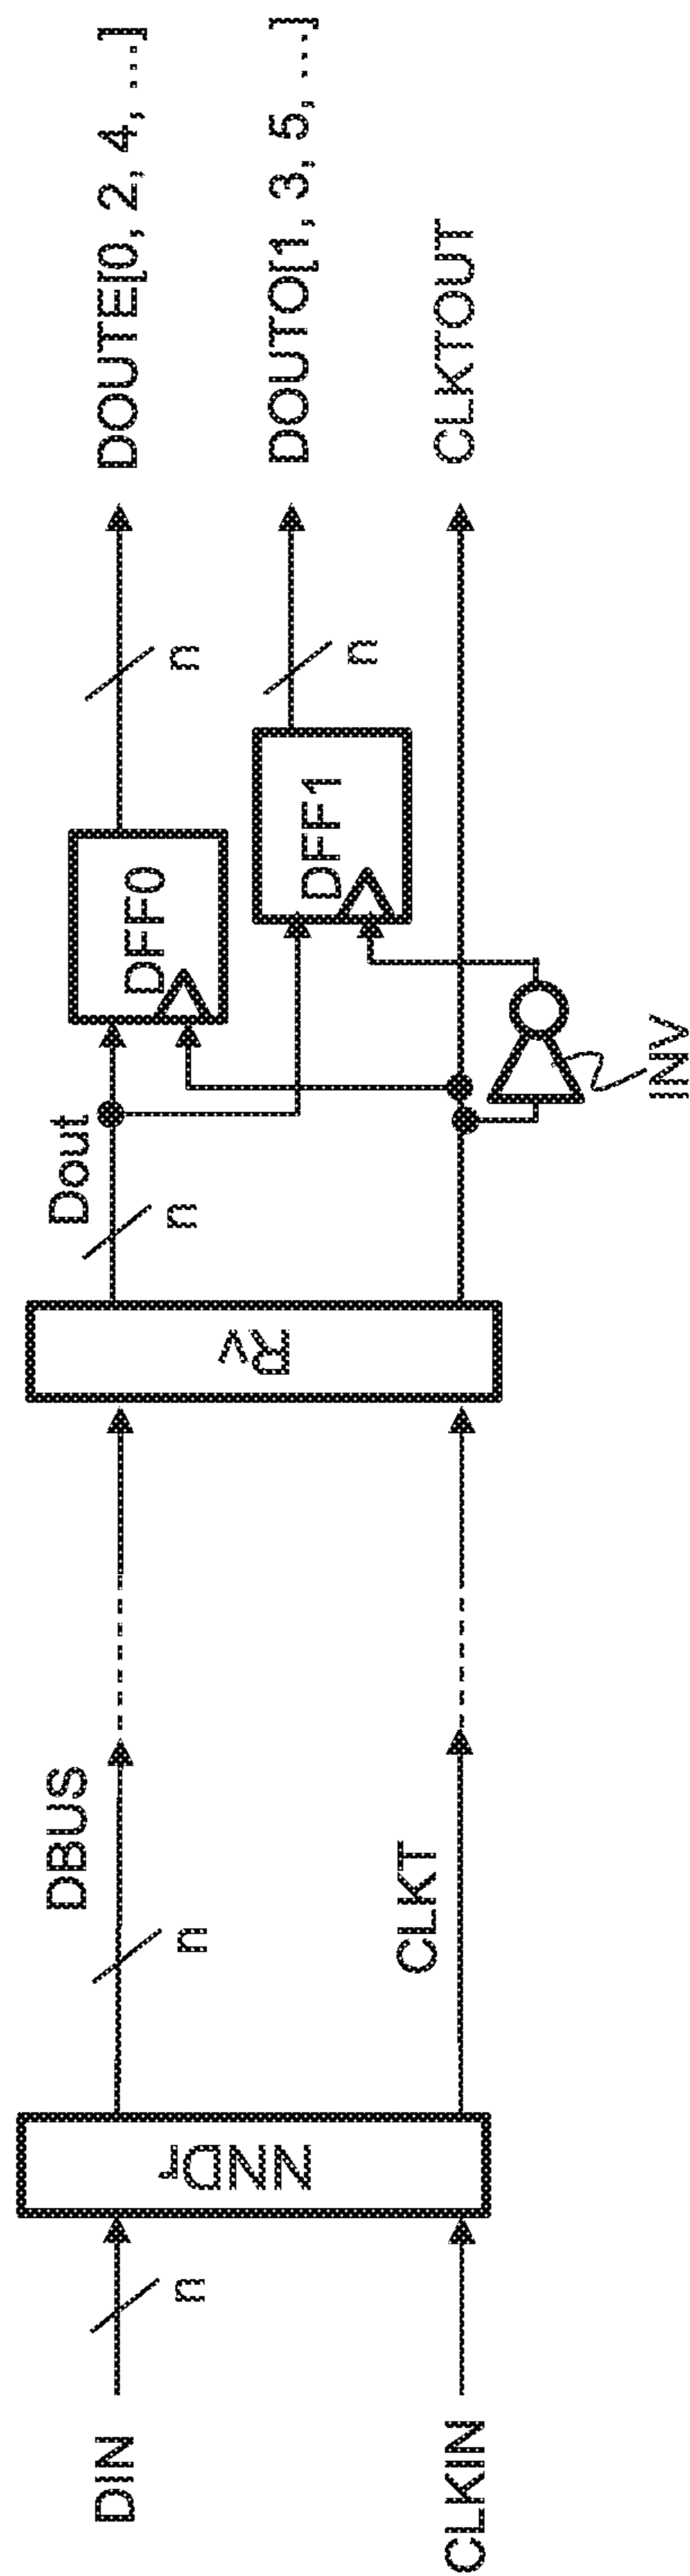 DIN
n
CLKIN
NNDr
DBUS
n
CLKT
Rv
Dout
n
DFF0
DFF1
INV
n
n
DOUTE[0, 2, 4, ...]
DOUTO[1, 3, 5, ...]
CLKTOUT